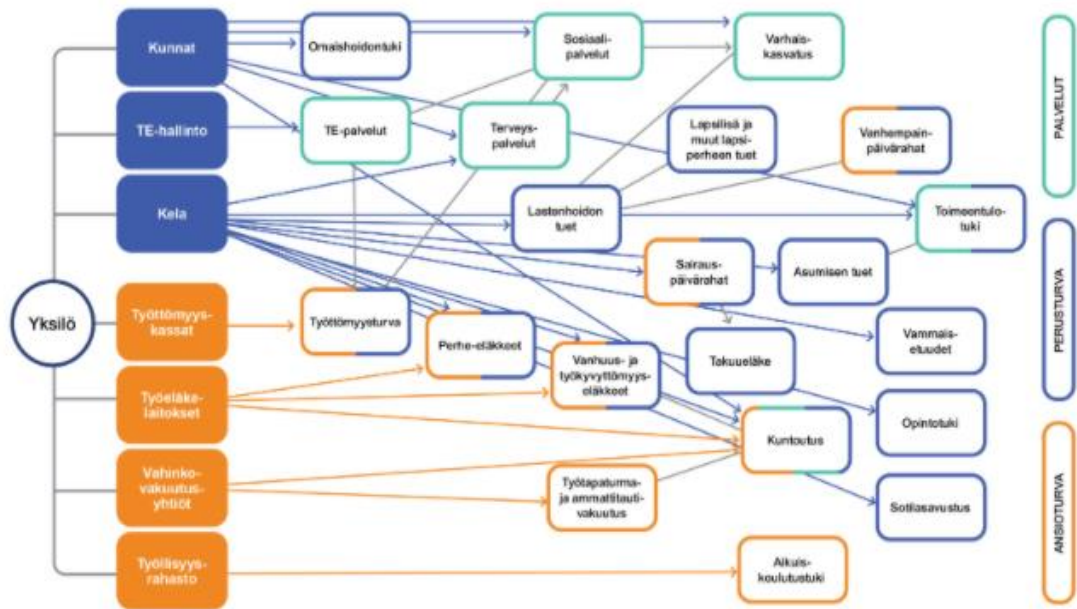 Kunnat
Omaishoidontuki
Sosiaali-
palvelut
Varhais-
kasvatus
TE-hallinto
TE-palvelut
Terveys-
palvelut
Lapsilisä ja
muut lapsi-
perheen tuet
Vanhempain-
päivärahat
Kela
Lastenhoidon
tuet
Toimeentulo-
tuki
Sairaus-
päivärahat
Asumisen tuet
Yksilö
Työttömyys-
kassat
Työttömyysturva
Perhe-eläkkeet
Vanhuus- ja
työkyvyttömyys-
eläkkeet
Takuueläke
Vammais-
etuudet
Työeläke-
laitokset
Kuntoutus
Opintotuki
Vahinko-
vakuutus-
yhtiöt
Työtapaturma-
ja ammattitauti-
vakuutus
Sotilasavustus
Työllisyys-
rahasto
Aikuis-
koulutustuki
PALVELUT
PERUSTURVA
ANSIOTURVA